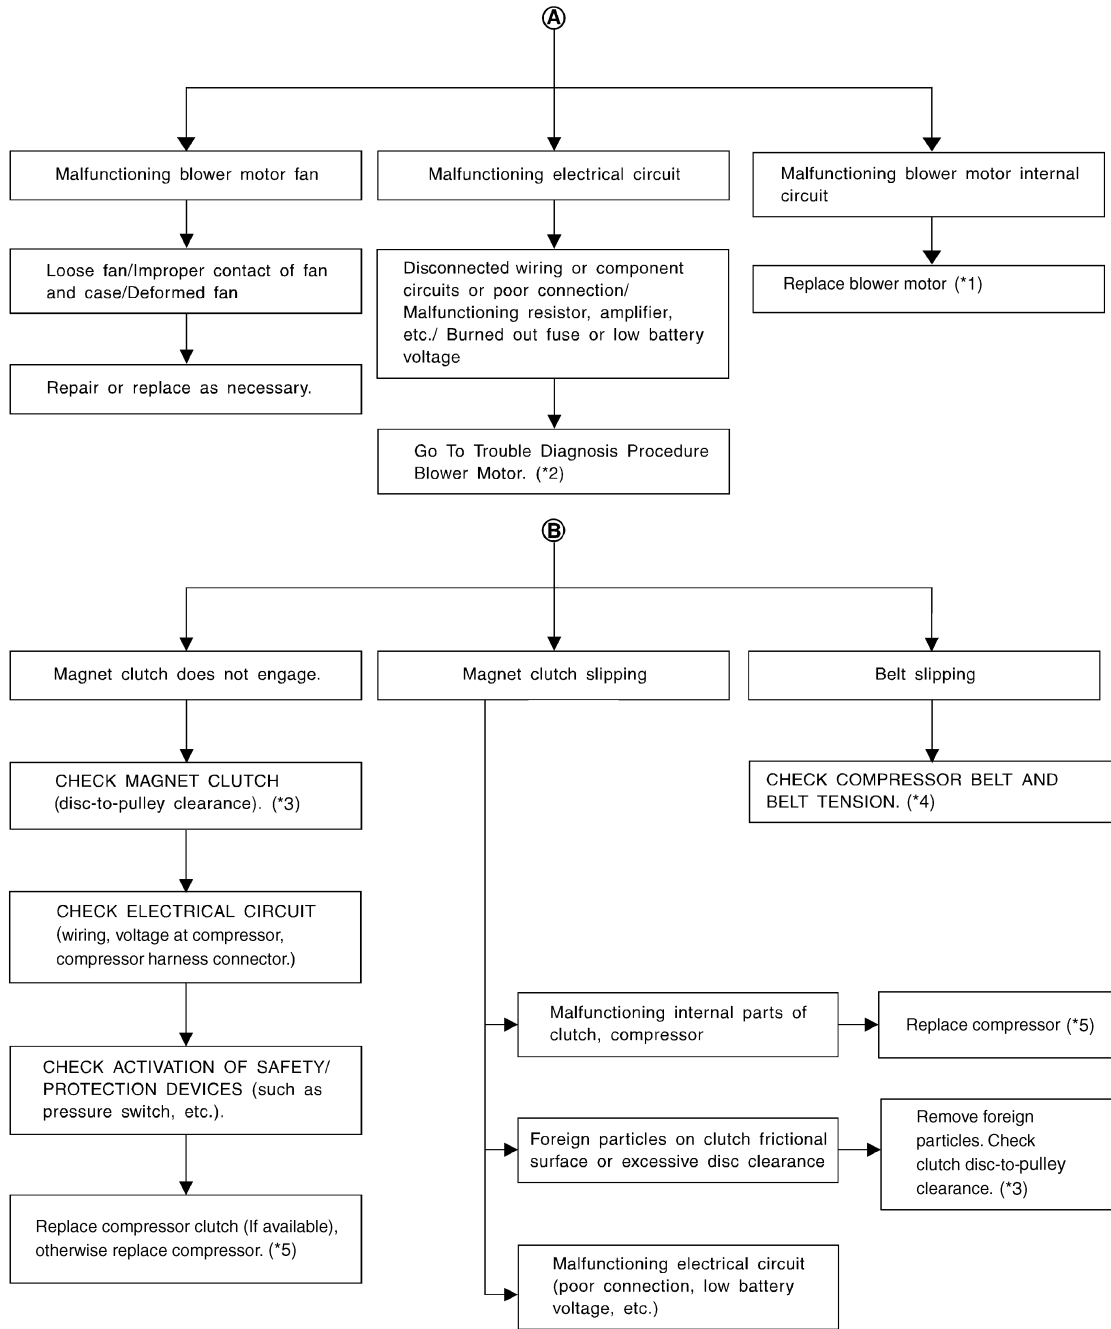 A
Malfunctioning blower motor fan
Loose fan/Improper contact of fan
and case/Deformed fan
Repair or replace as necessary.
Malfunctioning electrical circuit
Disconnected wiring or component
circuits or poor connection/
Malfunctioning resistor, amplifier,
etc./ Burned out fuse or low battery
voltage
Go To Trouble Diagnosis Procedure
Blower Motor. (*2)
Malfunctioning blower motor internal
circuit
Replace blower motor (*1)
B
Magnet clutch does not engage.
CHECK MAGNET CLUTCH
(disc-to-pulley clearance). (*3)
CHECK ELECTRICAL CIRCUIT
(wiring, voltage at compressor,
compressor harness connector.)
CHECK ACTIVATION OF SAFETY/
PROTECTION DEVICES (such as
pressure switch, etc.).
Replace compressor clutch (If available),
otherwise replace compressor. (*5)
Magnet clutch slipping
Malfunctioning internal parts of
clutch, compressor
Replace compressor (*5)
Foreign particles on clutch frictional
surface or excessive disc clearance
Remove foreign
particles. Check
clutch disc-to-pulley
clearance. (*3)
Malfunctioning electrical circuit
(poor connection, low battery
voltage, etc.)
Belt slipping
CHECK COMPRESSOR BELT AND
BELT TENSION. (*4)